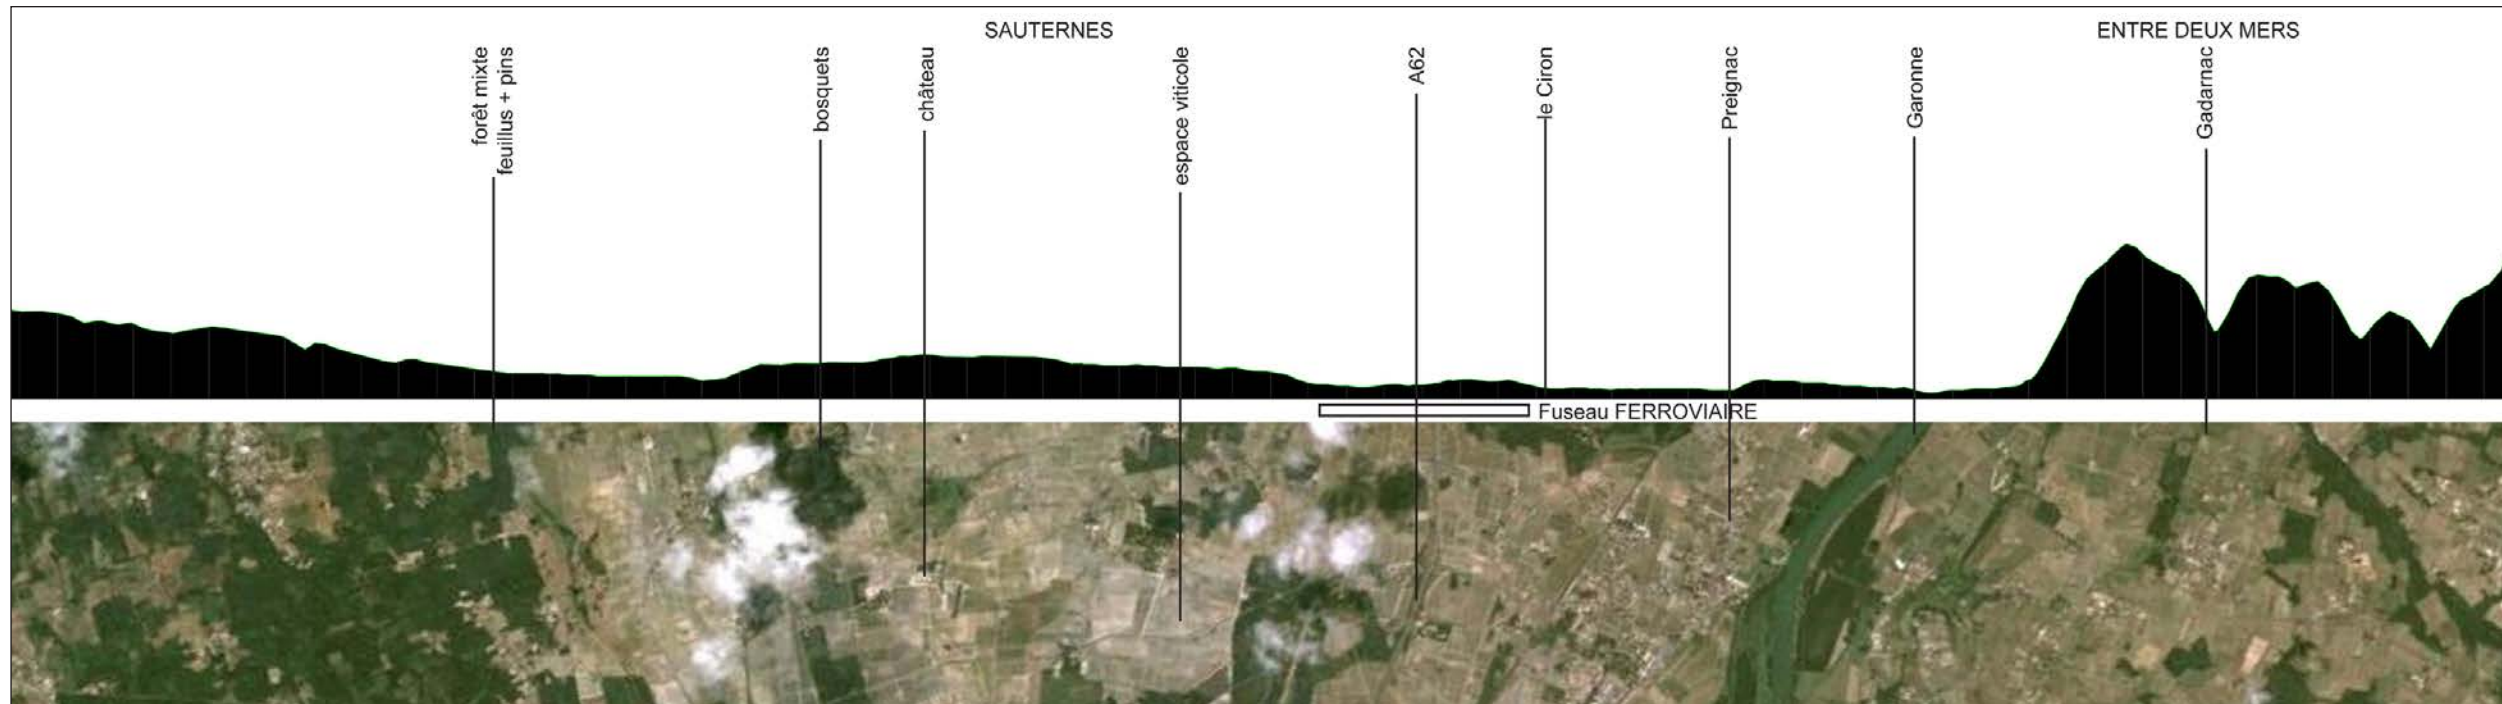 SAUTERNES
ENTRE DEUX MERS
forêt mixte
feuillus + pins
bosquets
château
espace viticole
A62
le Ciron
Preignac
Garonne
Gadarnac
Fuseau FERROVIAIRE